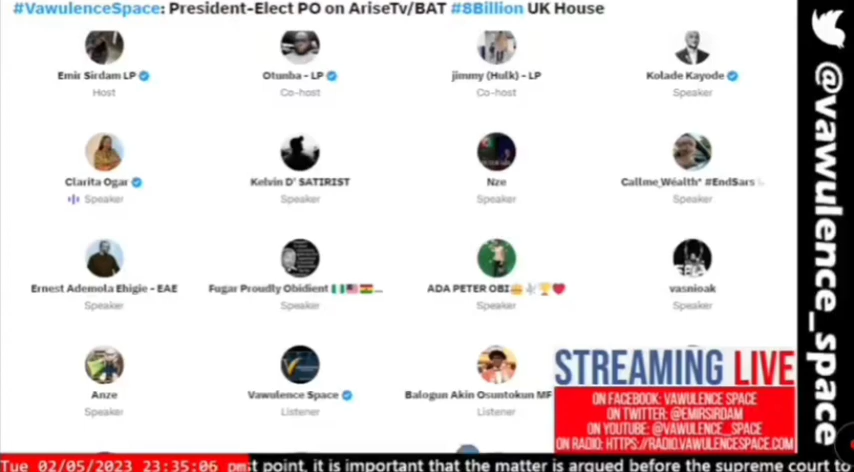 #VawulenceSpace: President-Elect PO on AriseTv/BAT #8Billion UK House
Emir Sirdam LP
Host
Otunba - LP
Co-host
jimmy (Hulk) - LP
Co-host
Kolade Kayode
Speaker
Clarita Ogar
Speaker
Kelvin D' SATIRIST
Speaker
Nze
Speaker
Callme_Wéalth* #EndSars
Speaker
Ernest Ademola Ehigie - EAE
Speaker
Fugar Proudly Obidient 🇳🇬🇺🇸🇬🇭...
Speaker
ADA PETER OBI
Speaker
vasnioak
Speaker
Anze
Speaker
Vawulence Space
Listener
Balogun Akin Osuntokun
Listener
STREAMING LIVE
ON FACEBOOK: VAWULENCE SPACE
ON TWITTER: @EMIRSIRDAM
ON YOUTUBE: @VAWULENCE_SPACE
ON RADIO: HTTPS://RADIO.VAWULENCESPACE.COM
@vawulence_space
Tue 02/05/2023 23:35:06 pm
st point, it is important that the matter is argued before the supreme court to